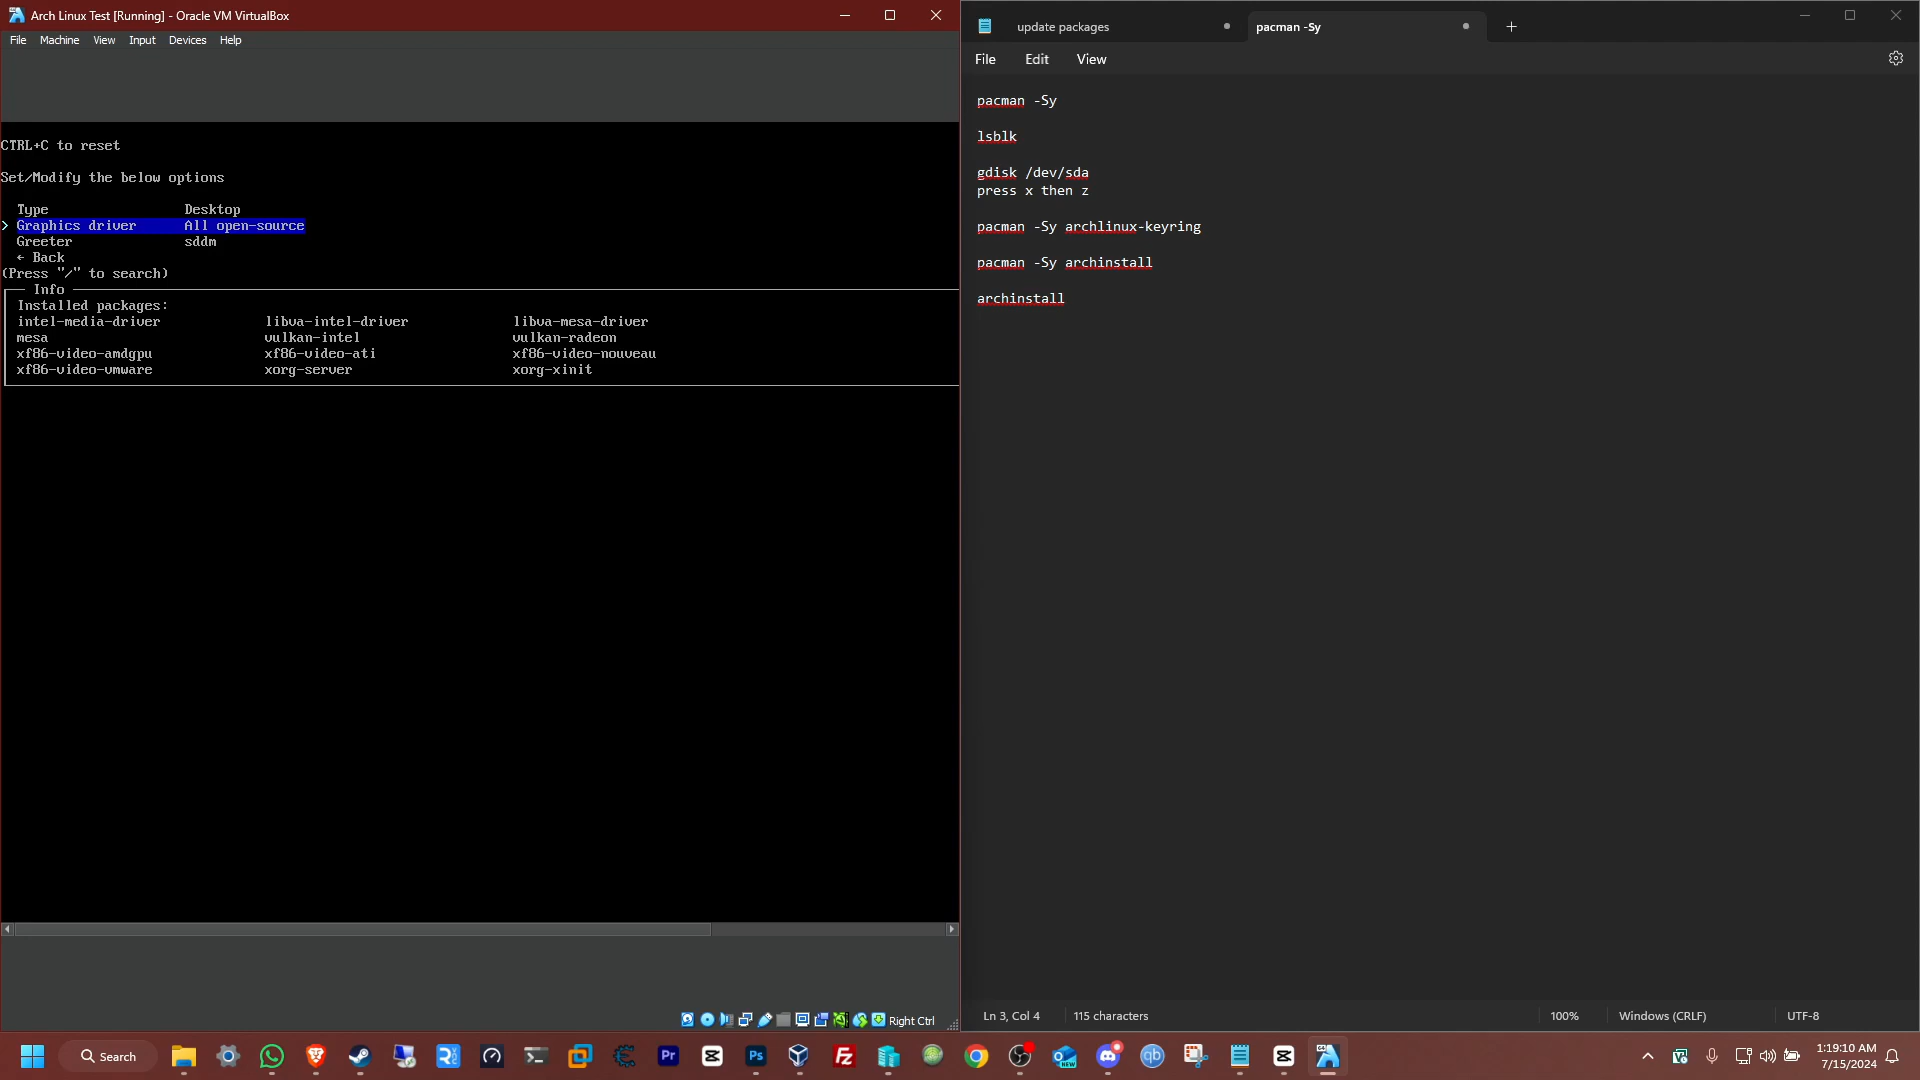 Arch Linux Test [Running] - Oracle VM VirtualBox
File Machine View Input Devices Help
CTRL+C to reset
Set/Modify the below options
Type Desktop
> Graphics driver All open-source
Greeter sddm
← Back
(Press "/" to search)
Info
Installed packages:
intel-media-driver libva-intel-driver libva-mesa-driver
mesa vulkan-intel vulkan-radeon
xf86-video-amdgpu xf86-video-ati xf86-video-nouveau
xf86-video-vmware xorg-server xorg-xinit
Right Ctrl
update packages
pacman -Sy
File Edit View
pacman -Sy
lsblk
gdisk /dev/sda
press x then z
pacman -Sy archlinux-keyring
pacman -Sy archinstall
archinstall
Ln 3, Col 4 115 characters 100% Windows (CRLF) UTF-8
Search
Pr
Ps
Fz
qb
NEW
1:19:10 AM
7/15/2024